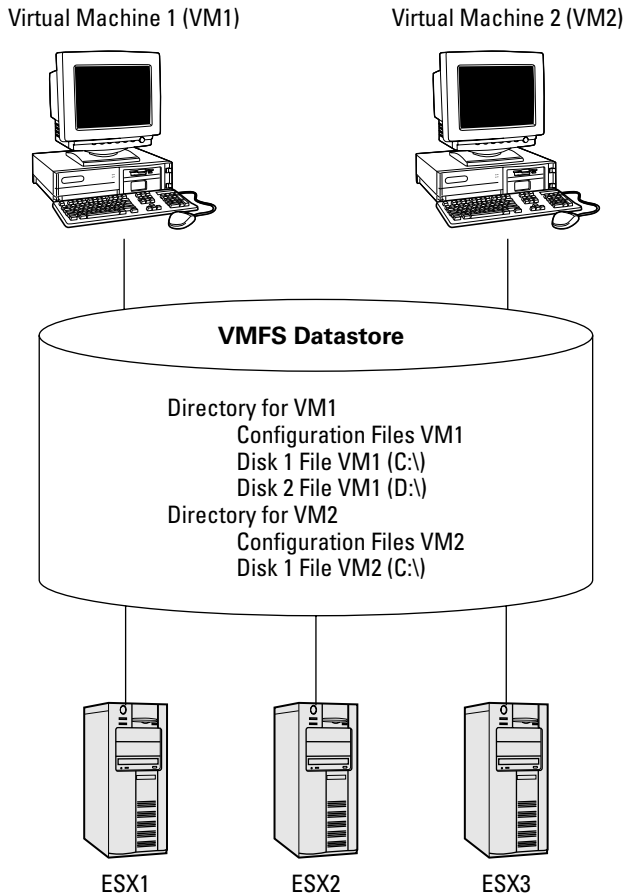 Virtual Machine 1 (VM1)
Virtual Machine 2 (VM2)
VMFS Datastore
Directory for VM1
Configuration Files VM1
Disk 1 File VM1 (C:\)
Disk 2 File VM1 (D:\)
Directory for VM2
Configuration Files VM2
Disk 1 File VM2 (C:\)
ESX1
ESX2
ESX3